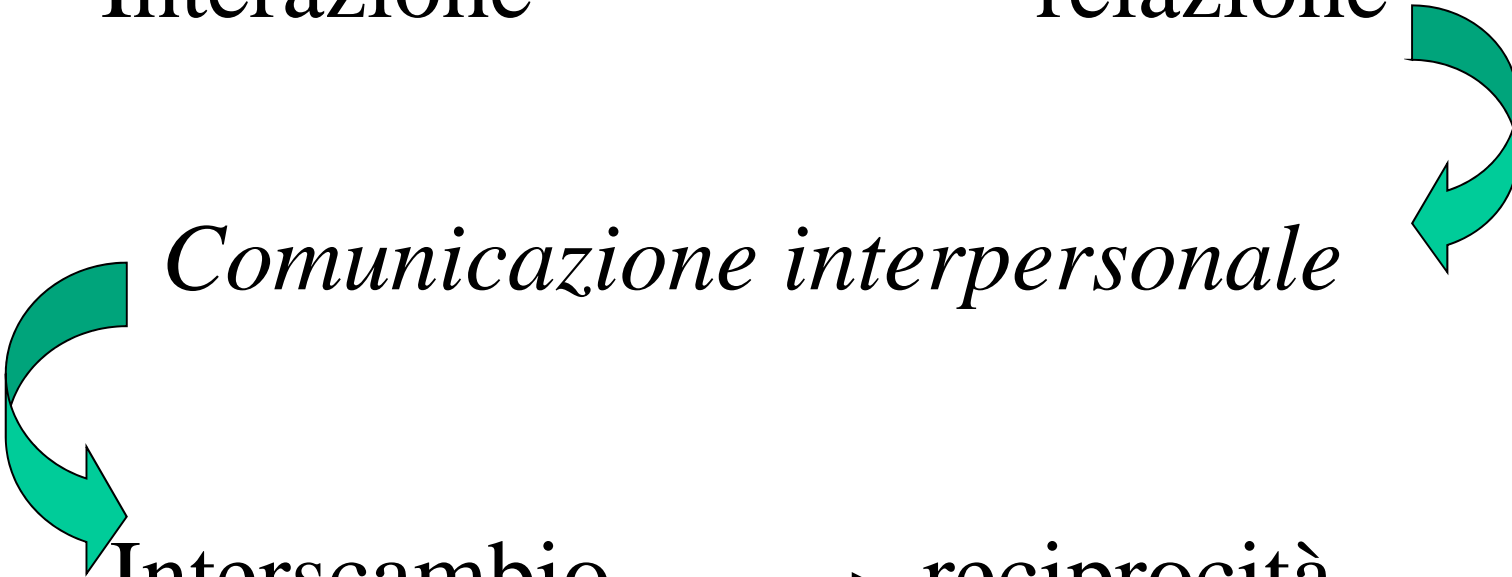 Interazione relazione
Comunicazione interpersonale
Interscambio reciprocità